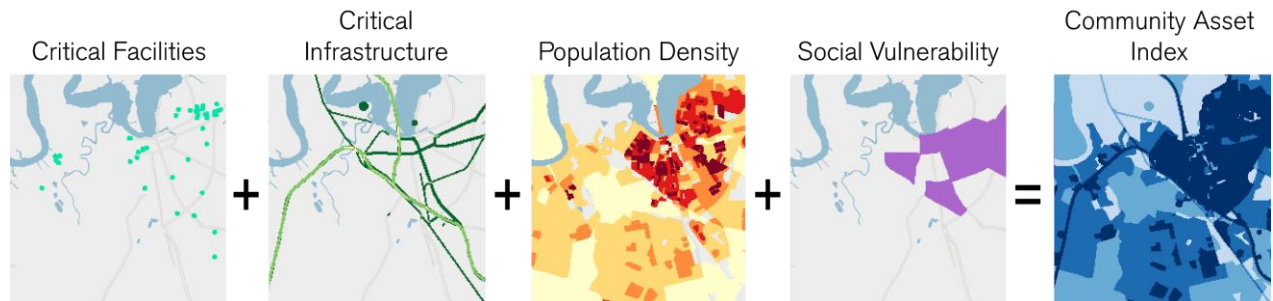 Critical Facilities
Critical
Infrastructure
Population Density
Social Vulnerability
Community Asset
Index
+
+
+
=